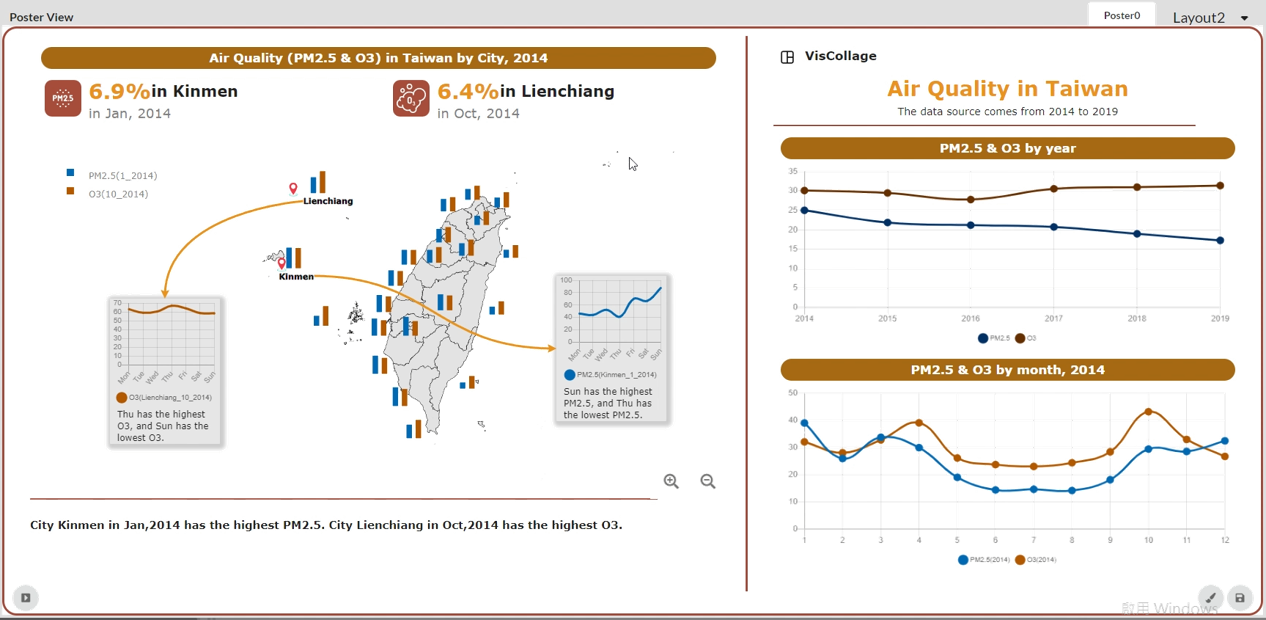 Poster View
Poster0
Layout2
Air Quality (PM2.5 & O3) in Taiwan by City, 2014
PM2.5
6.9% in Kinmen
in Jan, 2014
O3
6.4% in Lienchiang
in Oct, 2014
PM2.5(1_2014)
O3(10_2014)
Lienchiang
Kinmen
70
60
50
40
30
20
10
0
Mon Tue Wed Thu Fri Sat Sun
O3(Lienchiang_10_2014)
Thu has the highest
O3, and Sun has the
lowest O3.
100
80
60
40
20
0
Mon Tue Wed Thu Fri Sat Sun
PM2.5(Kinmen_1_2014)
Sun has the highest
PM2.5, and Thu has
the lowest PM2.5.
City Kinmen in Jan,2014 has the highest PM2.5. City Lienchiang in Oct,2014 has the highest O3.
VisCollage
Air Quality in Taiwan
The data source comes from 2014 to 2019
PM2.5 & O3 by year
35
30
25
20
15
10
5
0
2014 2015 2016 2017 2018 2019
PM2.5 O3
PM2.5 & O3 by month, 2014
50
40
30
20
10
0
1 2 3 4 5 6 7 8 9 10 11 12
PM2.5(2014) O3(2014)
啟用 Windows